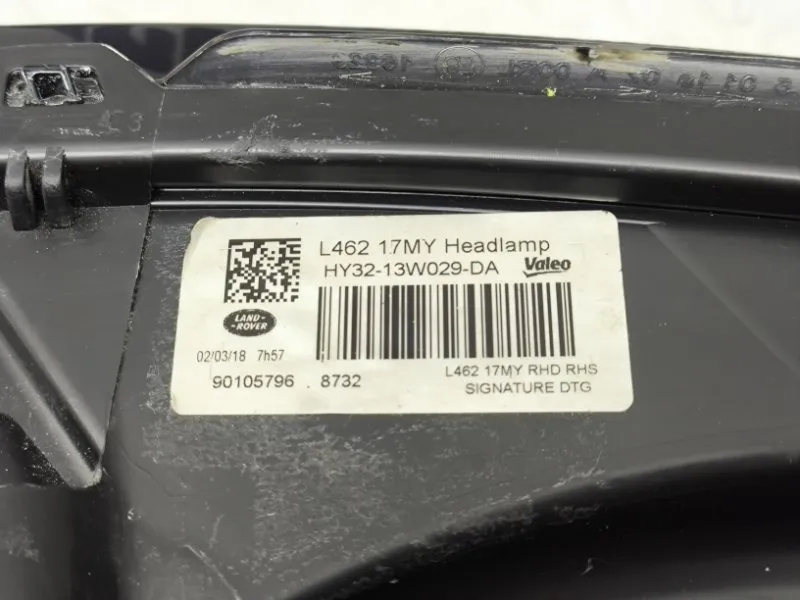 L462 17MY Headlamp
HY32-13W029-DA Valeo
LAND-
-ROVER
02/03/18 7h57
90105796 . 8732
L462 17MY RHD RHS
SIGNATURE DTG